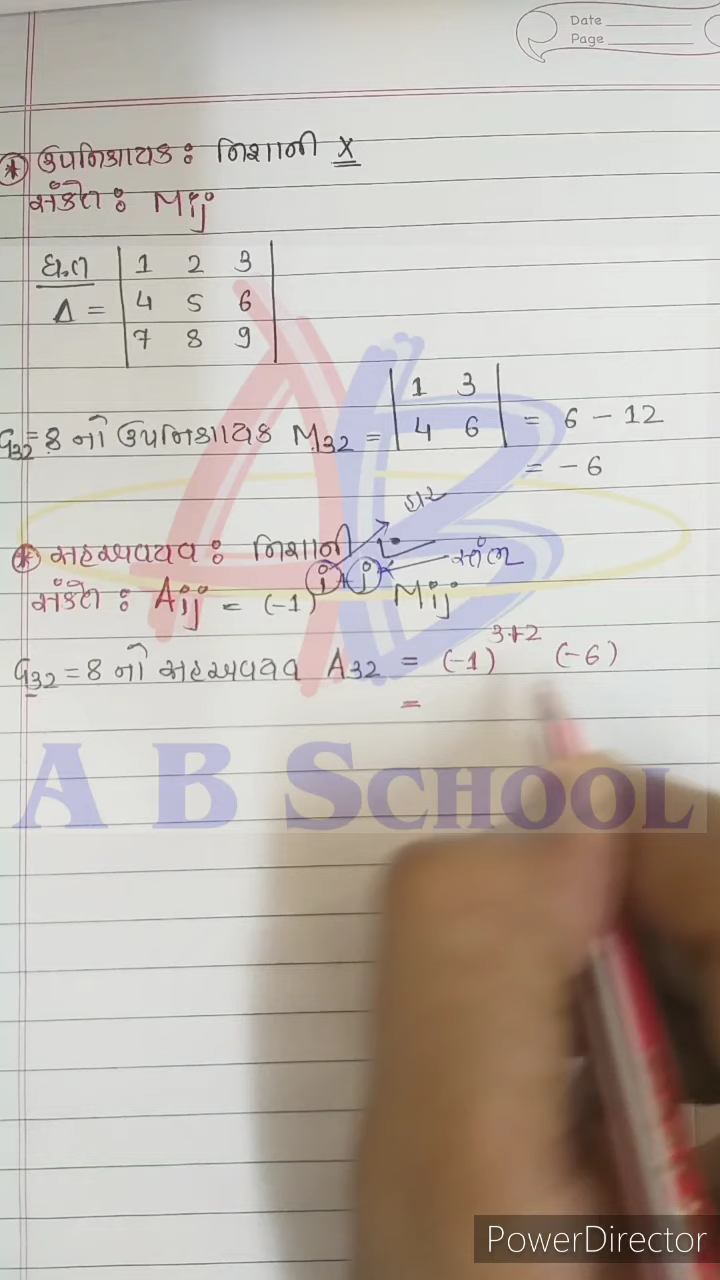 Date
Page
* ઉપનિશ્ચાયક : નિશાની X
સંકેત : Mij
દા.ત
Δ = | 1 2 3 |
| 4 5 6 |
| 7 8 9 |
a32 = 8 નો ઉપનિશ્ચાયક M32 = | 1 3 | = 6 - 12
| 4 6 |
= - 6
હાર
* સહઅવયવ : નિશાની ✓
સ્તંભ
સંકેત : Aij = (-1)^i+j Mij
a32 = 8 નો સહઅવયવ A32 = (-1)^3+2 (-6)
=
A B SCHOOL
PowerDirector